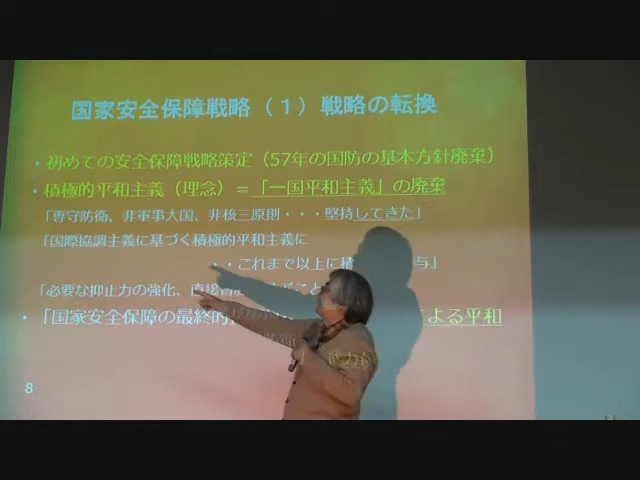 国家安全保障戦略（１）戦略の転換
・初めての安全保障戦略策定（57年の国防の基本方針廃棄）
・積極的平和主義（理念）＝「一国平和主義」の廃棄
「専守防衛、非軍事大国、非核三原則・・・堅持してきた」
「国際協調主義に基づく積極的平和主義に
・・これまで以上に積 与」
「必要な抑止力の強化、直接
・「国家安全保障の最終的 よる平和
8